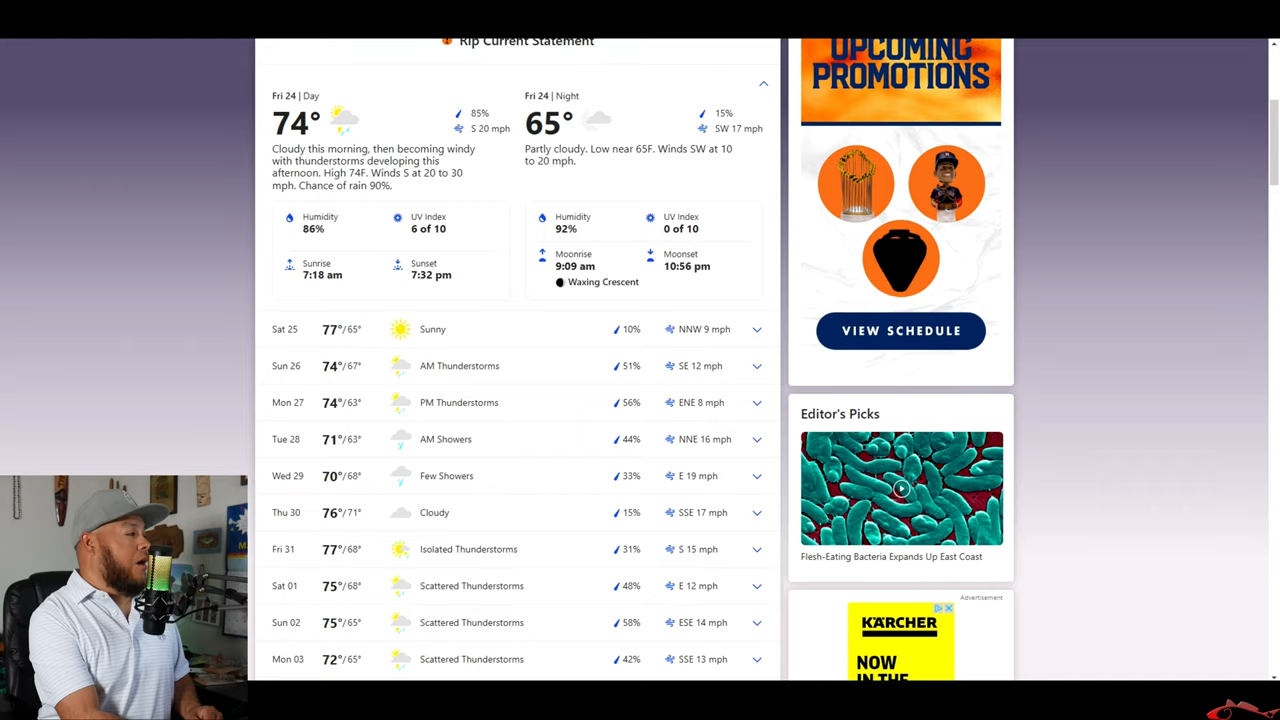 Rip Current Statement
Fri 24 | Day
74°
85%
S 20 mph
Cloudy this morning, then becoming windy
with thunderstorms developing this
afternoon. High 74F. Winds S at 20 to 30
mph. Chance of rain 90%.
Fri 24 | Night
65°
15%
SW 17 mph
Partly cloudy. Low near 65F. Winds SW at 10
to 20 mph.
Humidity
86%
UV Index
6 of 10
Sunrise
7:18 am
Sunset
7:32 pm
Humidity
92%
UV Index
0 of 10
Moonrise
9:09 am
Waxing Crescent
Moonset
10:56 pm
Sat 25 77°/65° Sunny 10% NNW 9 mph
Sun 26 74°/67° AM Thunderstorms 51% SE 12 mph
Mon 27 74°/63° PM Thunderstorms 56% ENE 8 mph
Tue 28 71°/63° AM Showers 44% NNE 16 mph
Wed 29 70°/68° Few Showers 33% E 19 mph
Thu 30 76°/71° Cloudy 15% SSE 17 mph
Fri 31 77°/68° Isolated Thunderstorms 31% S 15 mph
Sat 01 75°/68° Scattered Thunderstorms 48% E 12 mph
Sun 02 75°/65° Scattered Thunderstorms 58% ESE 14 mph
Mon 03 72°/65° Scattered Thunderstorms 42% SSE 13 mph
UPCOMING
PROMOTIONS
VIEW SCHEDULE
Editor's Picks
Flesh-Eating Bacteria Expands Up East Coast
Advertisement
KÄRCHER
NOW
IN THE